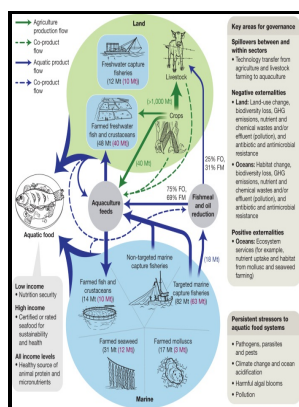 Agriculture
production flow
Co-product
flow
Aquatic product
flow
Co-product
flow
Land
Freshwater capture
fisheries
(12 Mt (10 Mt))
Livestock
(>1,000 Mt)
Crops
Farmed freshwater
fish and crustaceans
(48 Mt (40 Mt))
(40 Mt)
25% FO,
31% FM
75% FO,
69% FM
Aquaculture
feeds
Fishmeal and
oil reduction
Aquatic food
(18 Mt)
Non-targeted marine
capture fisheries
Farmed fish and
crustaceans
(14 Mt (10 Mt))
Targeted marine
capture fisheries
(82 Mt (63 Mt))
Farmed seaweed
(31 Mt (12 Mt))
Farmed molluscs
(17 Mt (3 Mt))
Marine
Low income
• Nutrition security
High income
• Certified or rated
seafood for
sustainability
and health
All income levels
• Healthy source of
animal protein and
micronutrients
Key areas for governance
Spillovers between and
within sectors
• Technology transfer from
agriculture and livestock
farming to aquaculture
Negative externalities
• Land: Land-use change,
biodiversity loss, GHG
emissions, nutrient and
chemical wastes and/or
effluent (pollution), and
antibiotic and antimicrobial
resistance
• Oceans: Habitat change,
biodiversity loss, GHG
emissions, nutrient and
chemical wastes and/or
effluent (pollution), and
antibiotic and antimicrobial
resistance
Positive externalities
• Oceans: Ecosystem services
(for example,
nutrient uptake and habitat
from mollusc and seaweed
farming)
Persistent stressors to
aquatic food systems
• Pathogens, parasites
and pests
• Climate change and ocean
acidification
• Harmful algal blooms
• Pollution